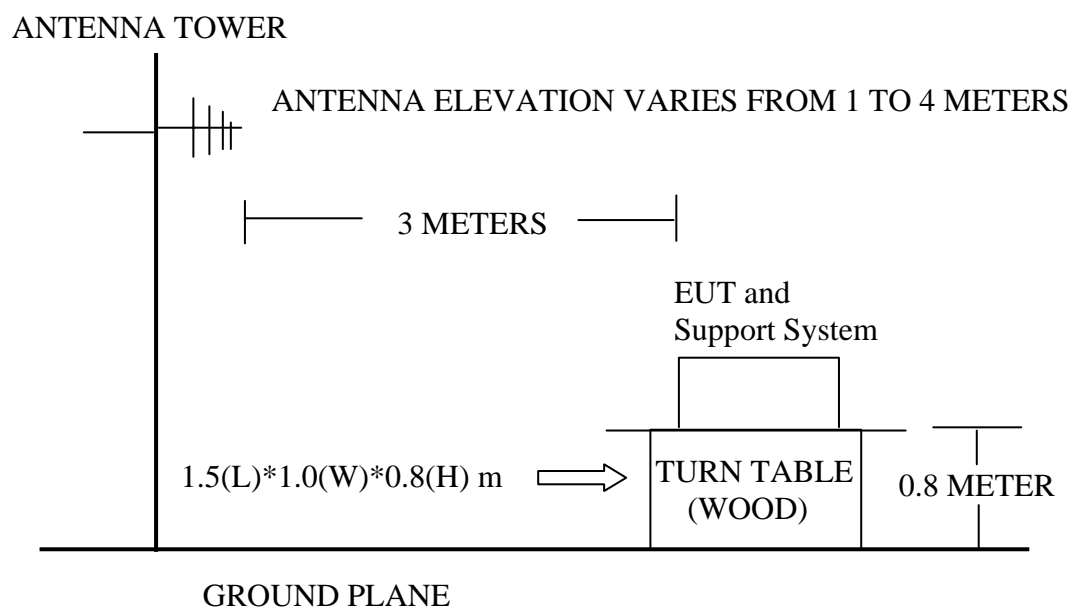 ANTENNA TOWER
ANTENNA ELEVATION VARIES FROM 1 TO 4 METERS
3 METERS
EUT and
Support System
1.5(L)*1.0(W)*0.8(H) m
TURN TABLE
(WOOD)
0.8 METER
GROUND PLANE